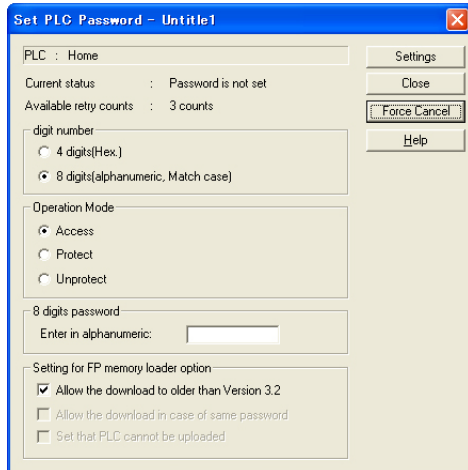 Set PLC Password - Untitle1
PLC : Home
Settings
Current status : Password is not set
Close
Available retry counts : 3 counts
Force Cancel
digit number
Help
4 digits(Hex.)
8 digits(alphanumeric, Match case)
Operation Mode
Access
Protect
Unprotect
8 digits password
Enter in alphanumeric:
Setting for FP memory loader option
Allow the download to older than Version 3.2
Allow the download in case of same password
Set that PLC cannot be uploaded